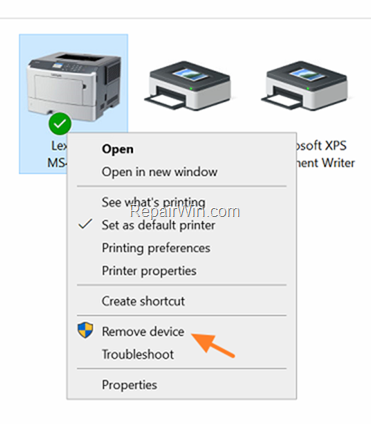 Lex
MS4
osoft XPS
ment Writer
Open
Open in new window
See what's printing
RepairWin.com
Set as default printer
Printing preferences
Printer properties
Create shortcut
Remove device
Troubleshoot
Properties